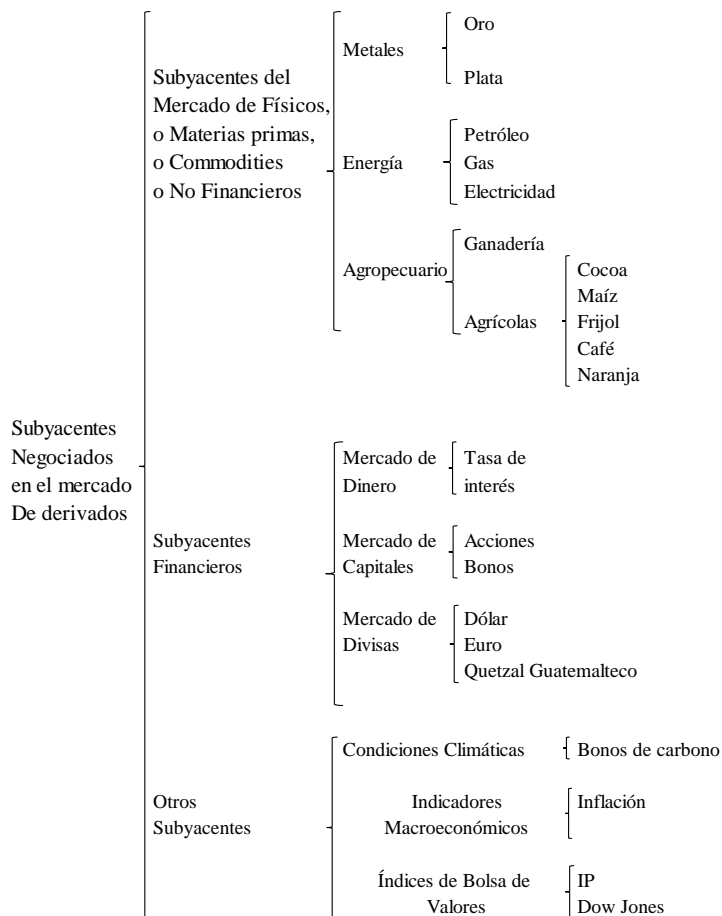 Subyacentes
Negociados
en el mercado
De derivados
Subyacentes del
Mercado de Físicos,
o Materias primas,
o Commodities
o No Financieros
Metales
Oro
Plata
Energía
Petróleo
Gas
Electricidad
Agropecuario
Ganadería
Agrícolas
Cocoa
Maíz
Frijol
Café
Naranja
Subyacentes
Financieros
Mercado de
Dinero
Tasa de
interés
Mercado de
Capitales
Acciones
Bonos
Mercado de
Divisas
Dólar
Euro
Quetzal Guatemalteco
Otros
Subyacentes
Condiciones Climáticas
Bonos de carbono
Indicadores
Macroeconómicos
Inflación
Índices de Bolsa de
Valores
IP
Dow Jones